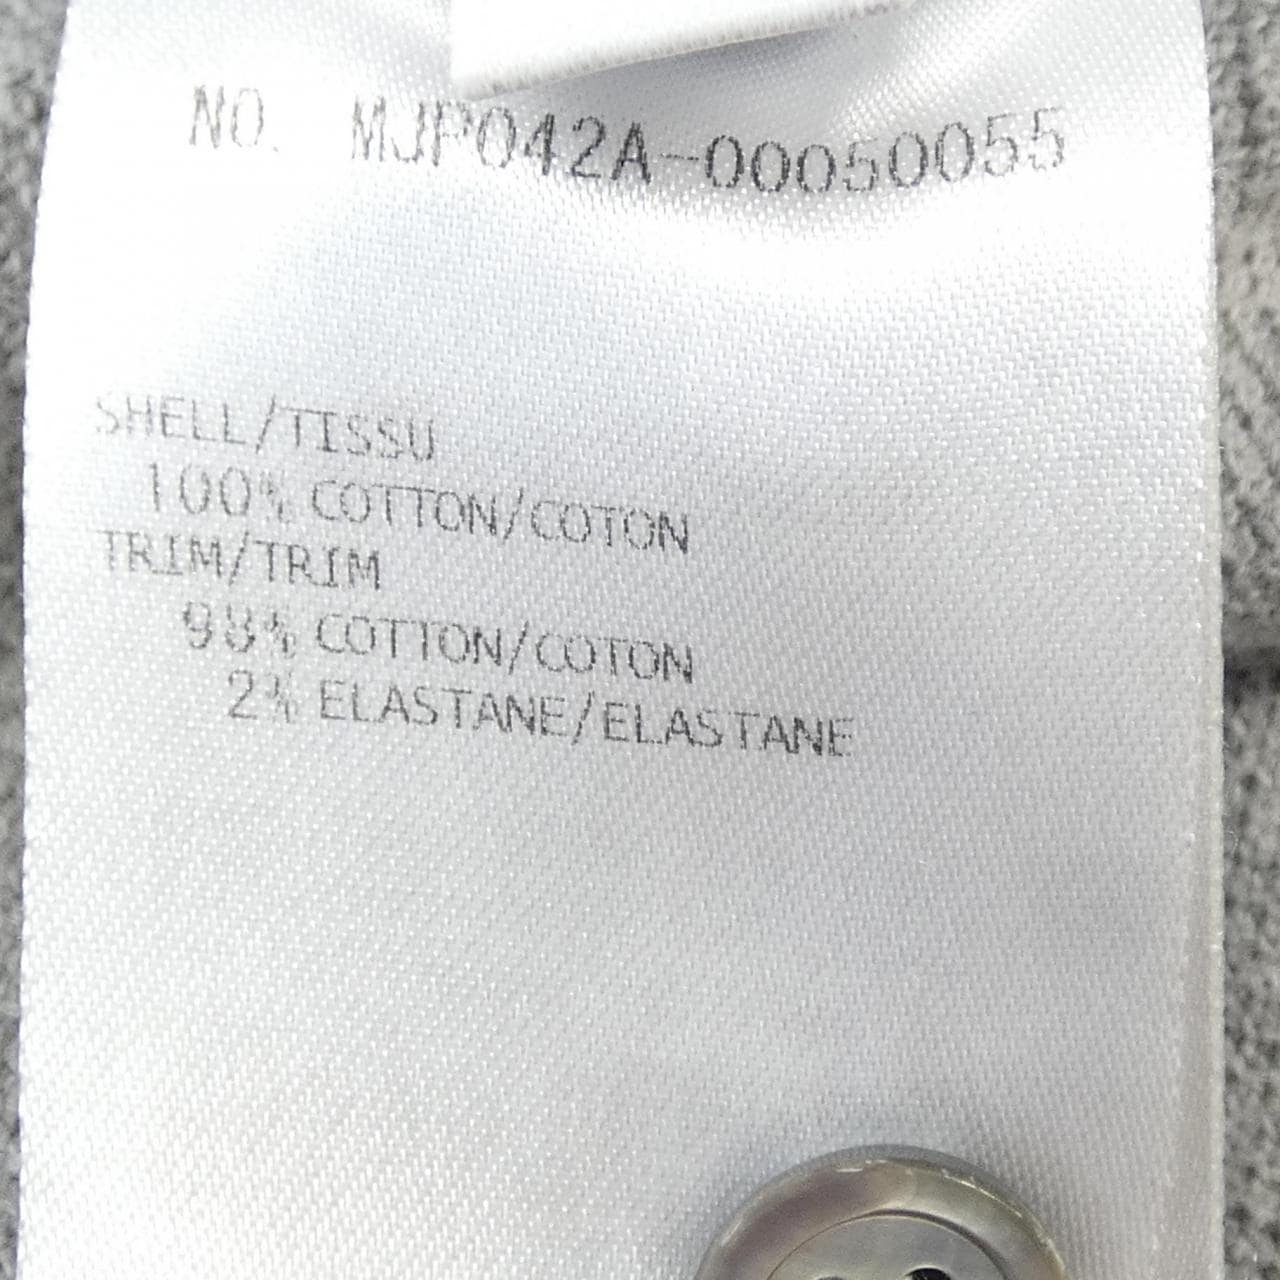 NO. MJP042A-00050055
SHELL/TISSU
100% COTTON/COTON
TRIM/TRIM
98% COTTON/COTON
2% ELASTANE/ELASTANE